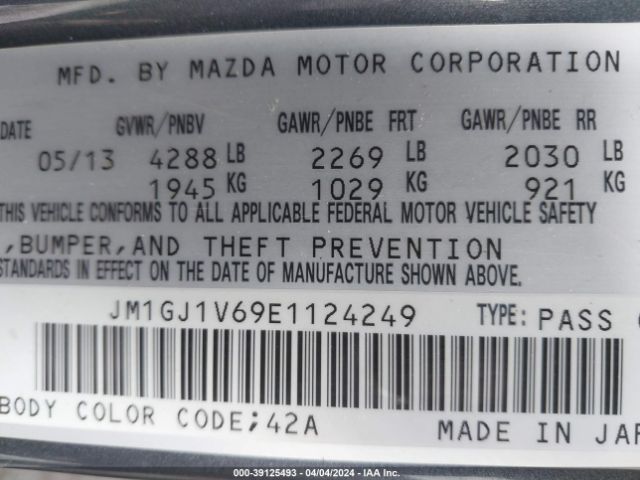 MFD. BY MAZDA MOTOR CORPORATION
DATE GVWR/PNBV GAWR/PNBE FRT GAWR/PNBE RR
05/13 4288 LB 2269 LB 2030 LB
1945 KG 1029 KG 921 KG
THIS VEHICLE CONFORMS TO ALL APPLICABLE FEDERAL MOTOR VEHICLE SAFETY
,BUMPER,AND THEFT PREVENTION
STANDARDS IN EFFECT ON THE DATE OF MANUFACTURE SHOWN ABOVE.
JM1GJ1V69E1124249 TYPE: PASS
BODY COLOR CODE;42A
MADE IN JAP
000-39125493 - 04/04/2024 - IAA Inc.